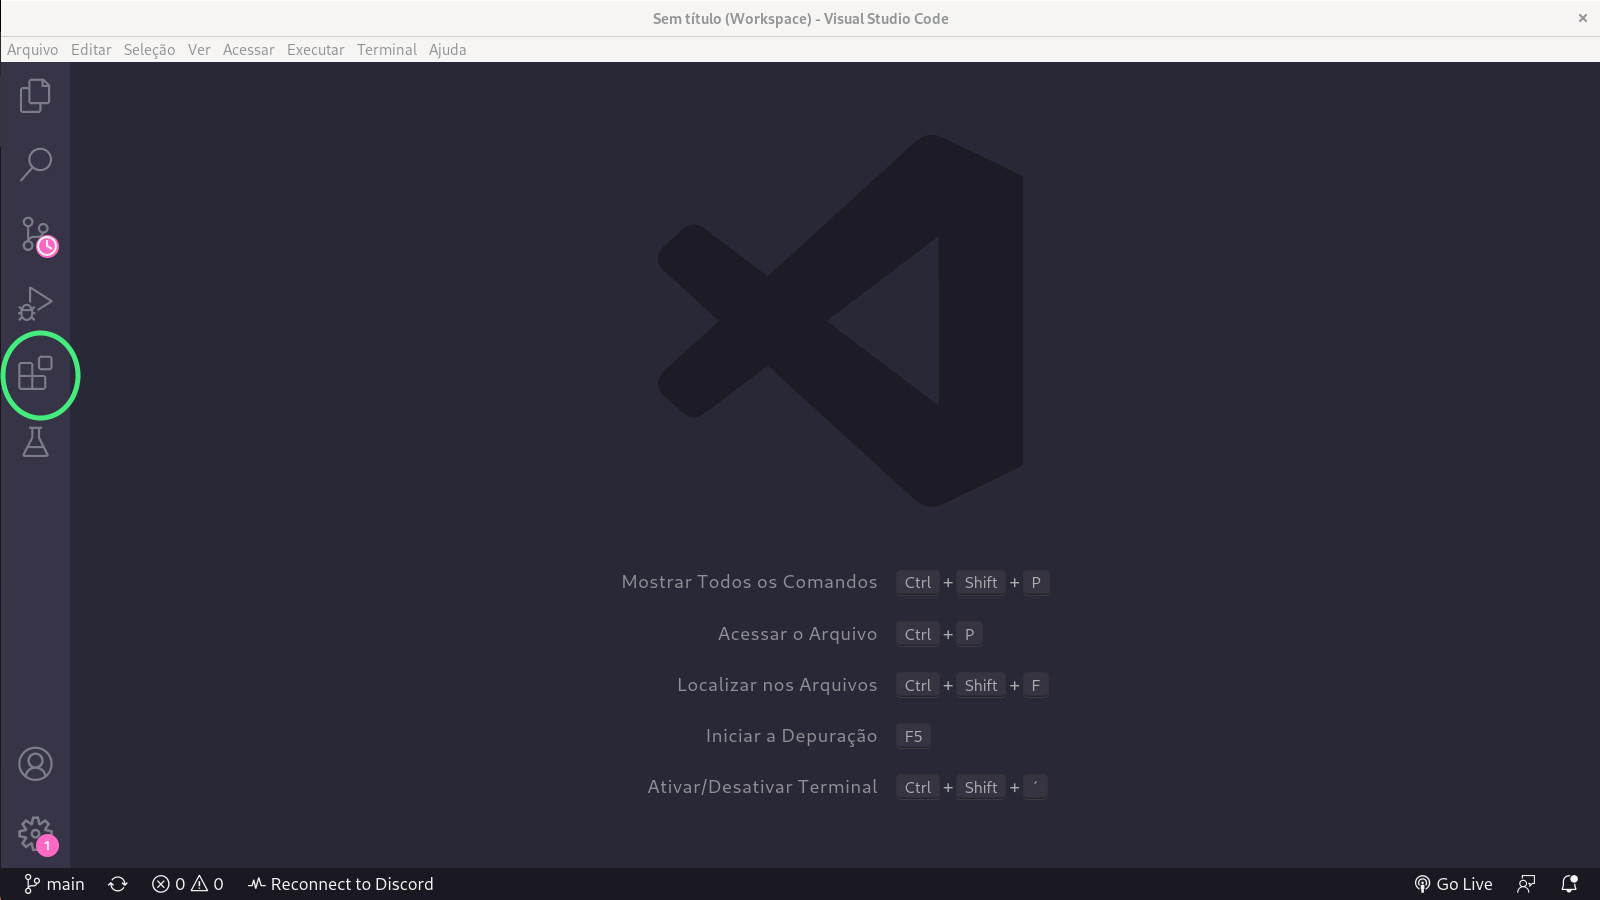 Sem título (Workspace) - Visual Studio Code ×
Arquivo Editar Seleção Ver Acessar Executar Terminal Ajuda
Mostrar Todos os Comandos Ctrl + Shift + P
Acessar o Arquivo Ctrl + P
Localizar nos Arquivos Ctrl + Shift + F
Iniciar a Depuração F5
Ativar/Desativar Terminal Ctrl + Shift + ´
1
main 0 0 Reconnect to Discord Go Live